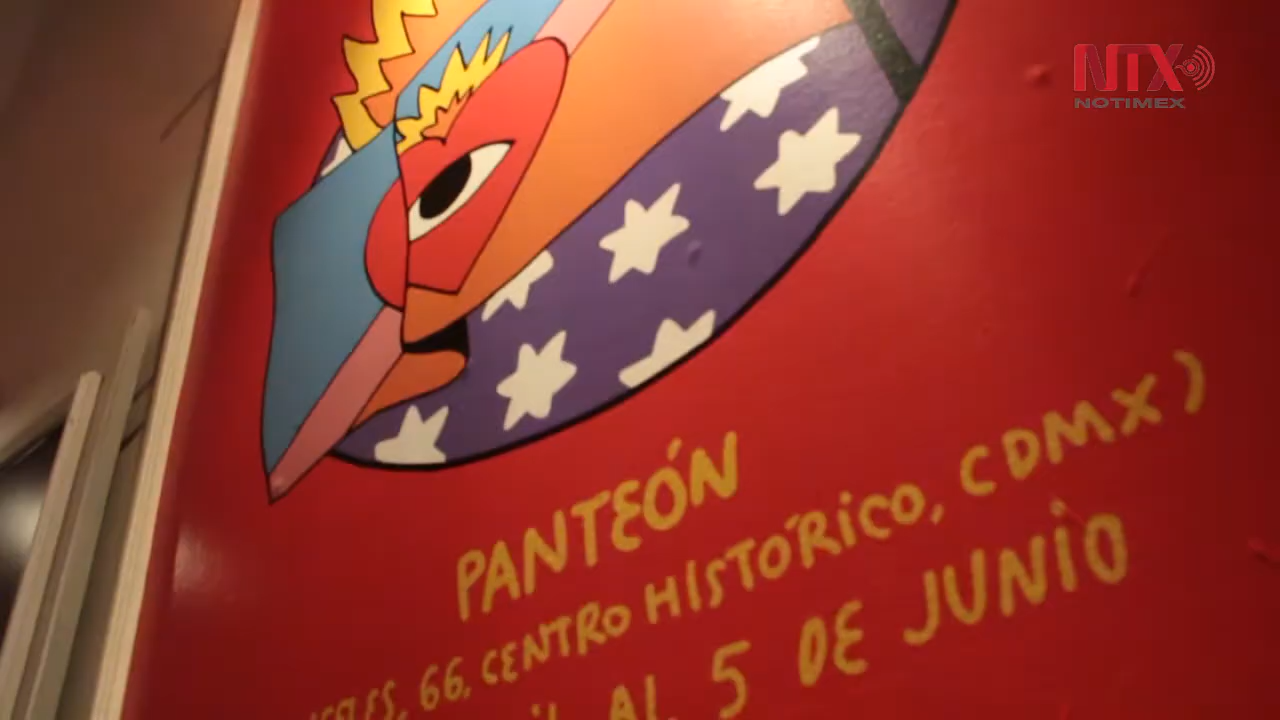 NTX
NOTIMEX
PANTEÓN
66, CENTRO HISTÓRICO, CDMX)
AL 5 DE JUNIO